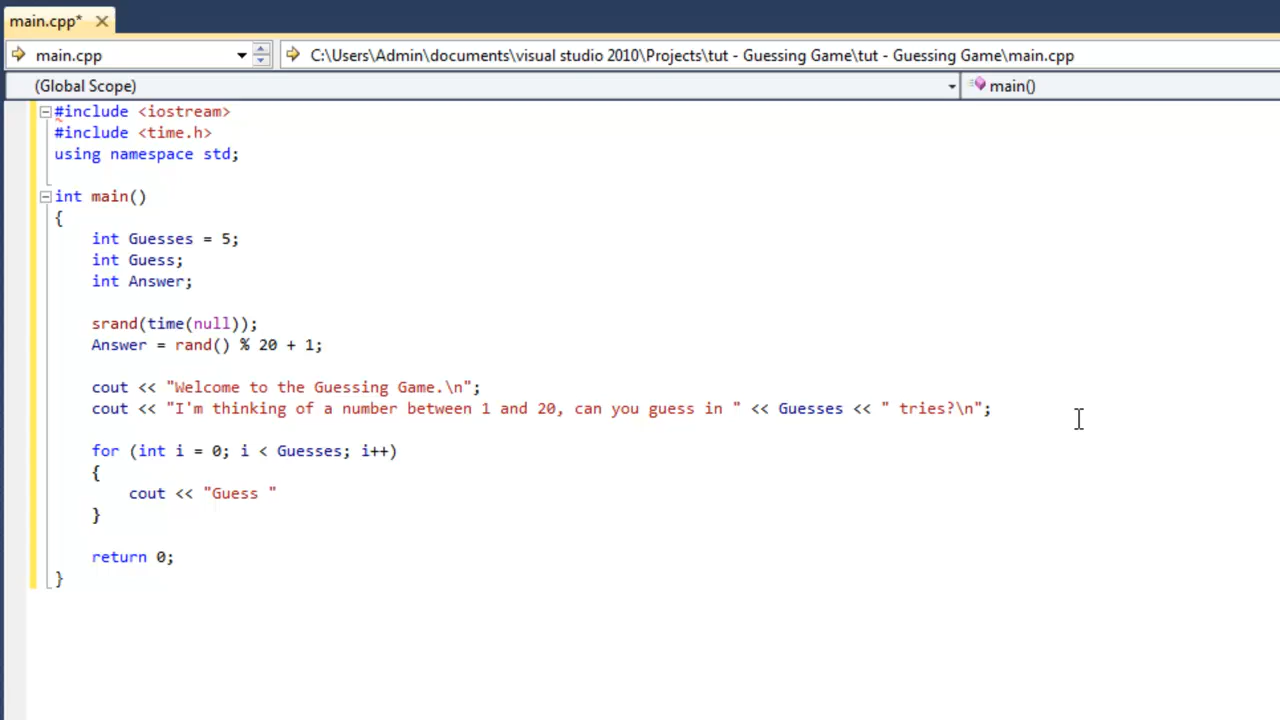 main.cpp*
main.cpp C:\Users\Admin\documents\visual studio 2010\Projects\tut - Guessing Game\tut - Guessing Game\main.cpp
(Global Scope) main()
#include <iostream>
#include <time.h>
using namespace std;
int main()
{
int Guesses = 5;
int Guess;
int Answer;
srand(time(null));
Answer = rand() % 20 + 1;
cout << "Welcome to the Guessing Game.\n";
cout << "I'm thinking of a number between 1 and 20, can you guess in " << Guesses << " tries?\n";
for (int i = 0; i < Guesses; i++)
{
cout << "Guess "
}
return 0;
}